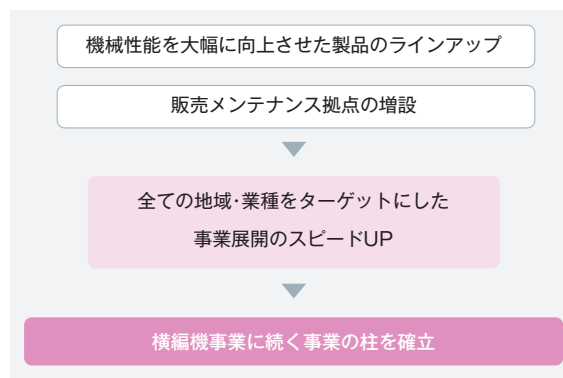 機械性能を大幅に向上させた製品のラインアップ
販売メンテナンス拠点の増設
全ての地域･業種をターゲットにした
事業展開のスピードUP
横編機事業に続く事業の柱を確立